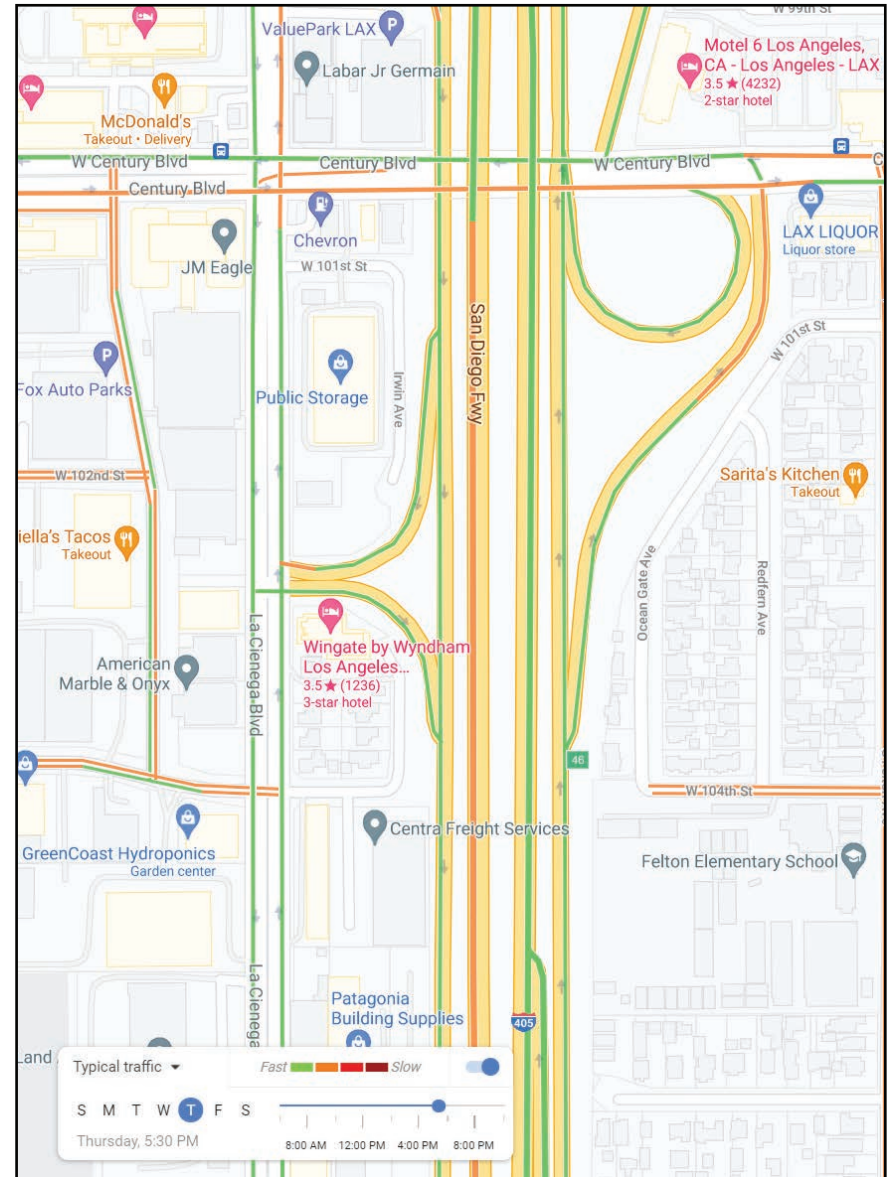 W 99th St
ValuePark LAX
Labar Jr Germain
Motel 6 Los Angeles,
CA - Los Angeles - LAX
3.5 ★ (4232)
2-star hotel
McDonald's
Takeout • Delivery
W Century Blvd
Century Blvd
W Century Blvd
C
Century Blvd
Chevron
LAX LIQUOR
Liquor store
JM Eagle
W 101st St
San Diego Fwy
W 101st St
Fox Auto Parks
Public Storage
Irwin Ave
W 102nd St
Sarita's Kitchen
Takeout
iella's Tacos
Takeout
Ocean Gate Ave
Redfern Ave
La Cienega Blvd
Wingate by Wyndham
Los Angeles...
3.5 ★ (1236)
3-star hotel
American
Marble & Onyx
46
W 104th St
Centra Freight Services
GreenCoast Hydroponics
Garden center
Felton Elementary School
La Cienega
Patagonia
Building Supplies
405
Land
Typical traffic
Fast
Slow
S M T W T F S
Thursday, 5:30 PM
8:00 AM 12:00 PM 4:00 PM 8:00 PM